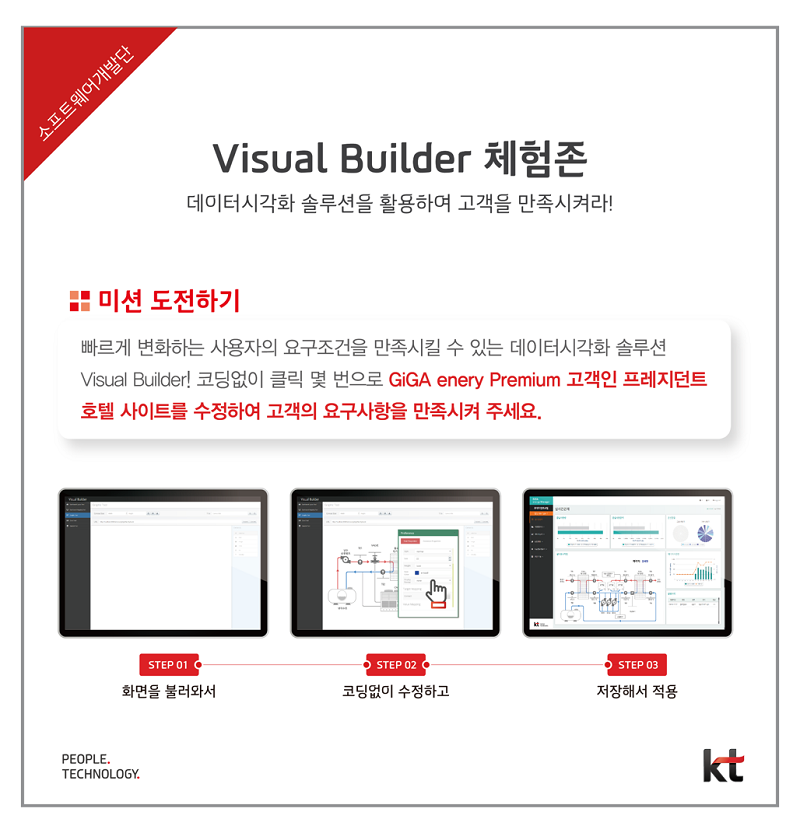 소프트웨어개발단
Visual Builder 체험존
데이터시각화 솔루션을 활용하여 고객을 만족시켜라!
미션 도전하기
빠르게 변화하는 사용자의 요구조건을 만족시킬 수 있는 데이터시각화 솔루션
Visual Builder! 코딩없이 클릭 몇 번으로 GiGA enery Premium 고객인 프레지던트
호텔 사이트를 수정하여 고객의 요구사항을 만족시켜 주세요.
Visual Builder
Visual Builder
kt
STEP 01
STEP 02
STEP 03
화면을 불러와서
코딩없이 수정하고
저장해서 적용
PEOPLE.
TECHNOLOGY.
kt